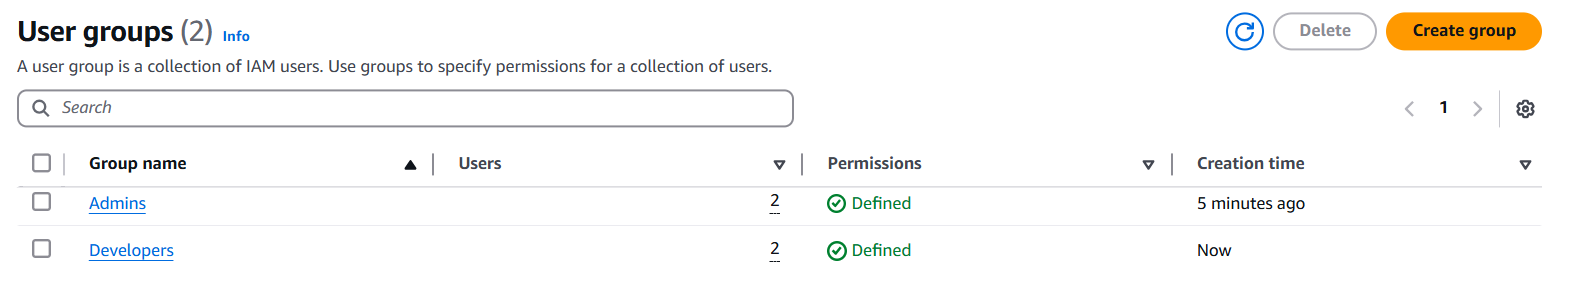 User groups (2) Info
Delete
Create group
A user group is a collection of IAM users. Use groups to specify permissions for a collection of users.
Search
1
Group name Users Permissions Creation time
Admins 2 Defined 5 minutes ago
Developers 2 Defined Now